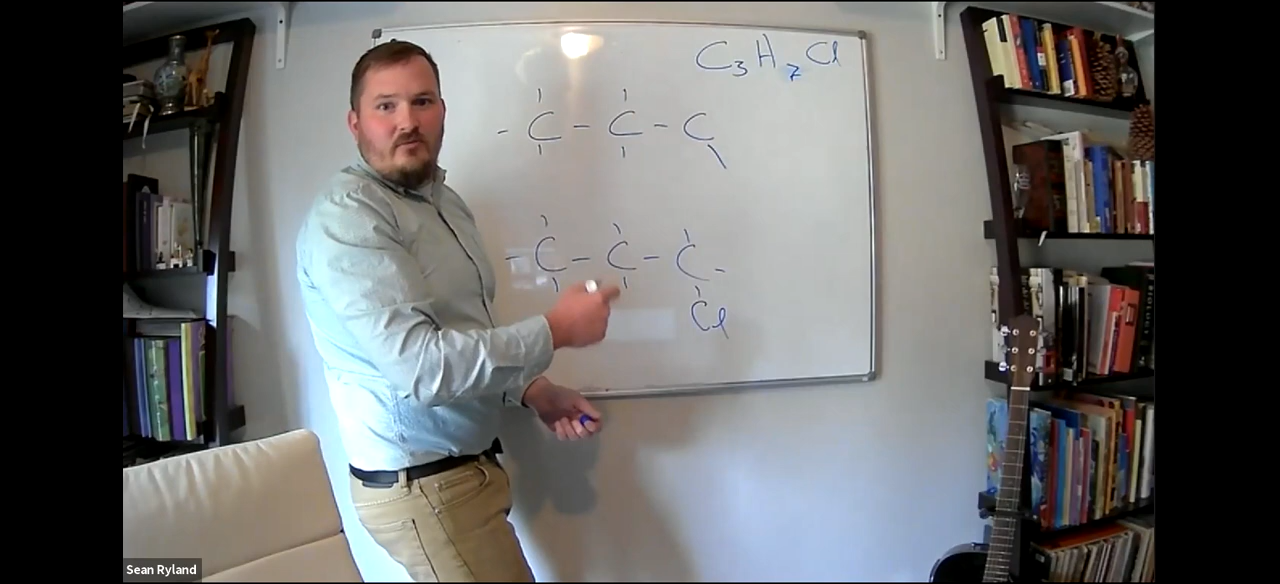 C3H7Cl
- C - C - C
- C - C - C -
Cl
Sean Ryland